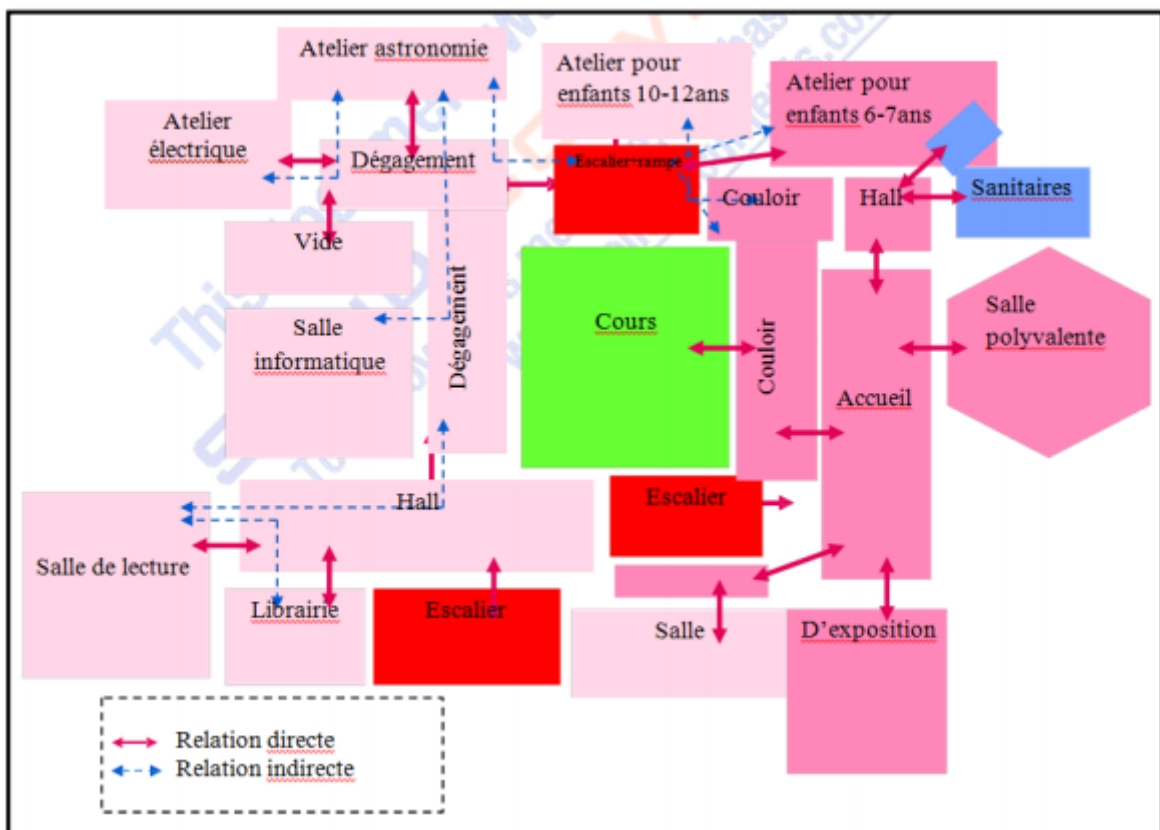 Atelier astronomie
Atelier pour
enfants 10-12ans
Atelier pour
enfants 6-7ans
Atelier
électrique
Dégagement
Escalier+rampe
Couloir
Hall
Sanitaires
Vide
Salle
informatique
Dégagement
Cours
Couloir
Salle
polyvalente
Accueil
Hall
Escalier
Salle de lecture
Librairie
Escalier
Salle
D'exposition
Relation directe
Relation indirecte